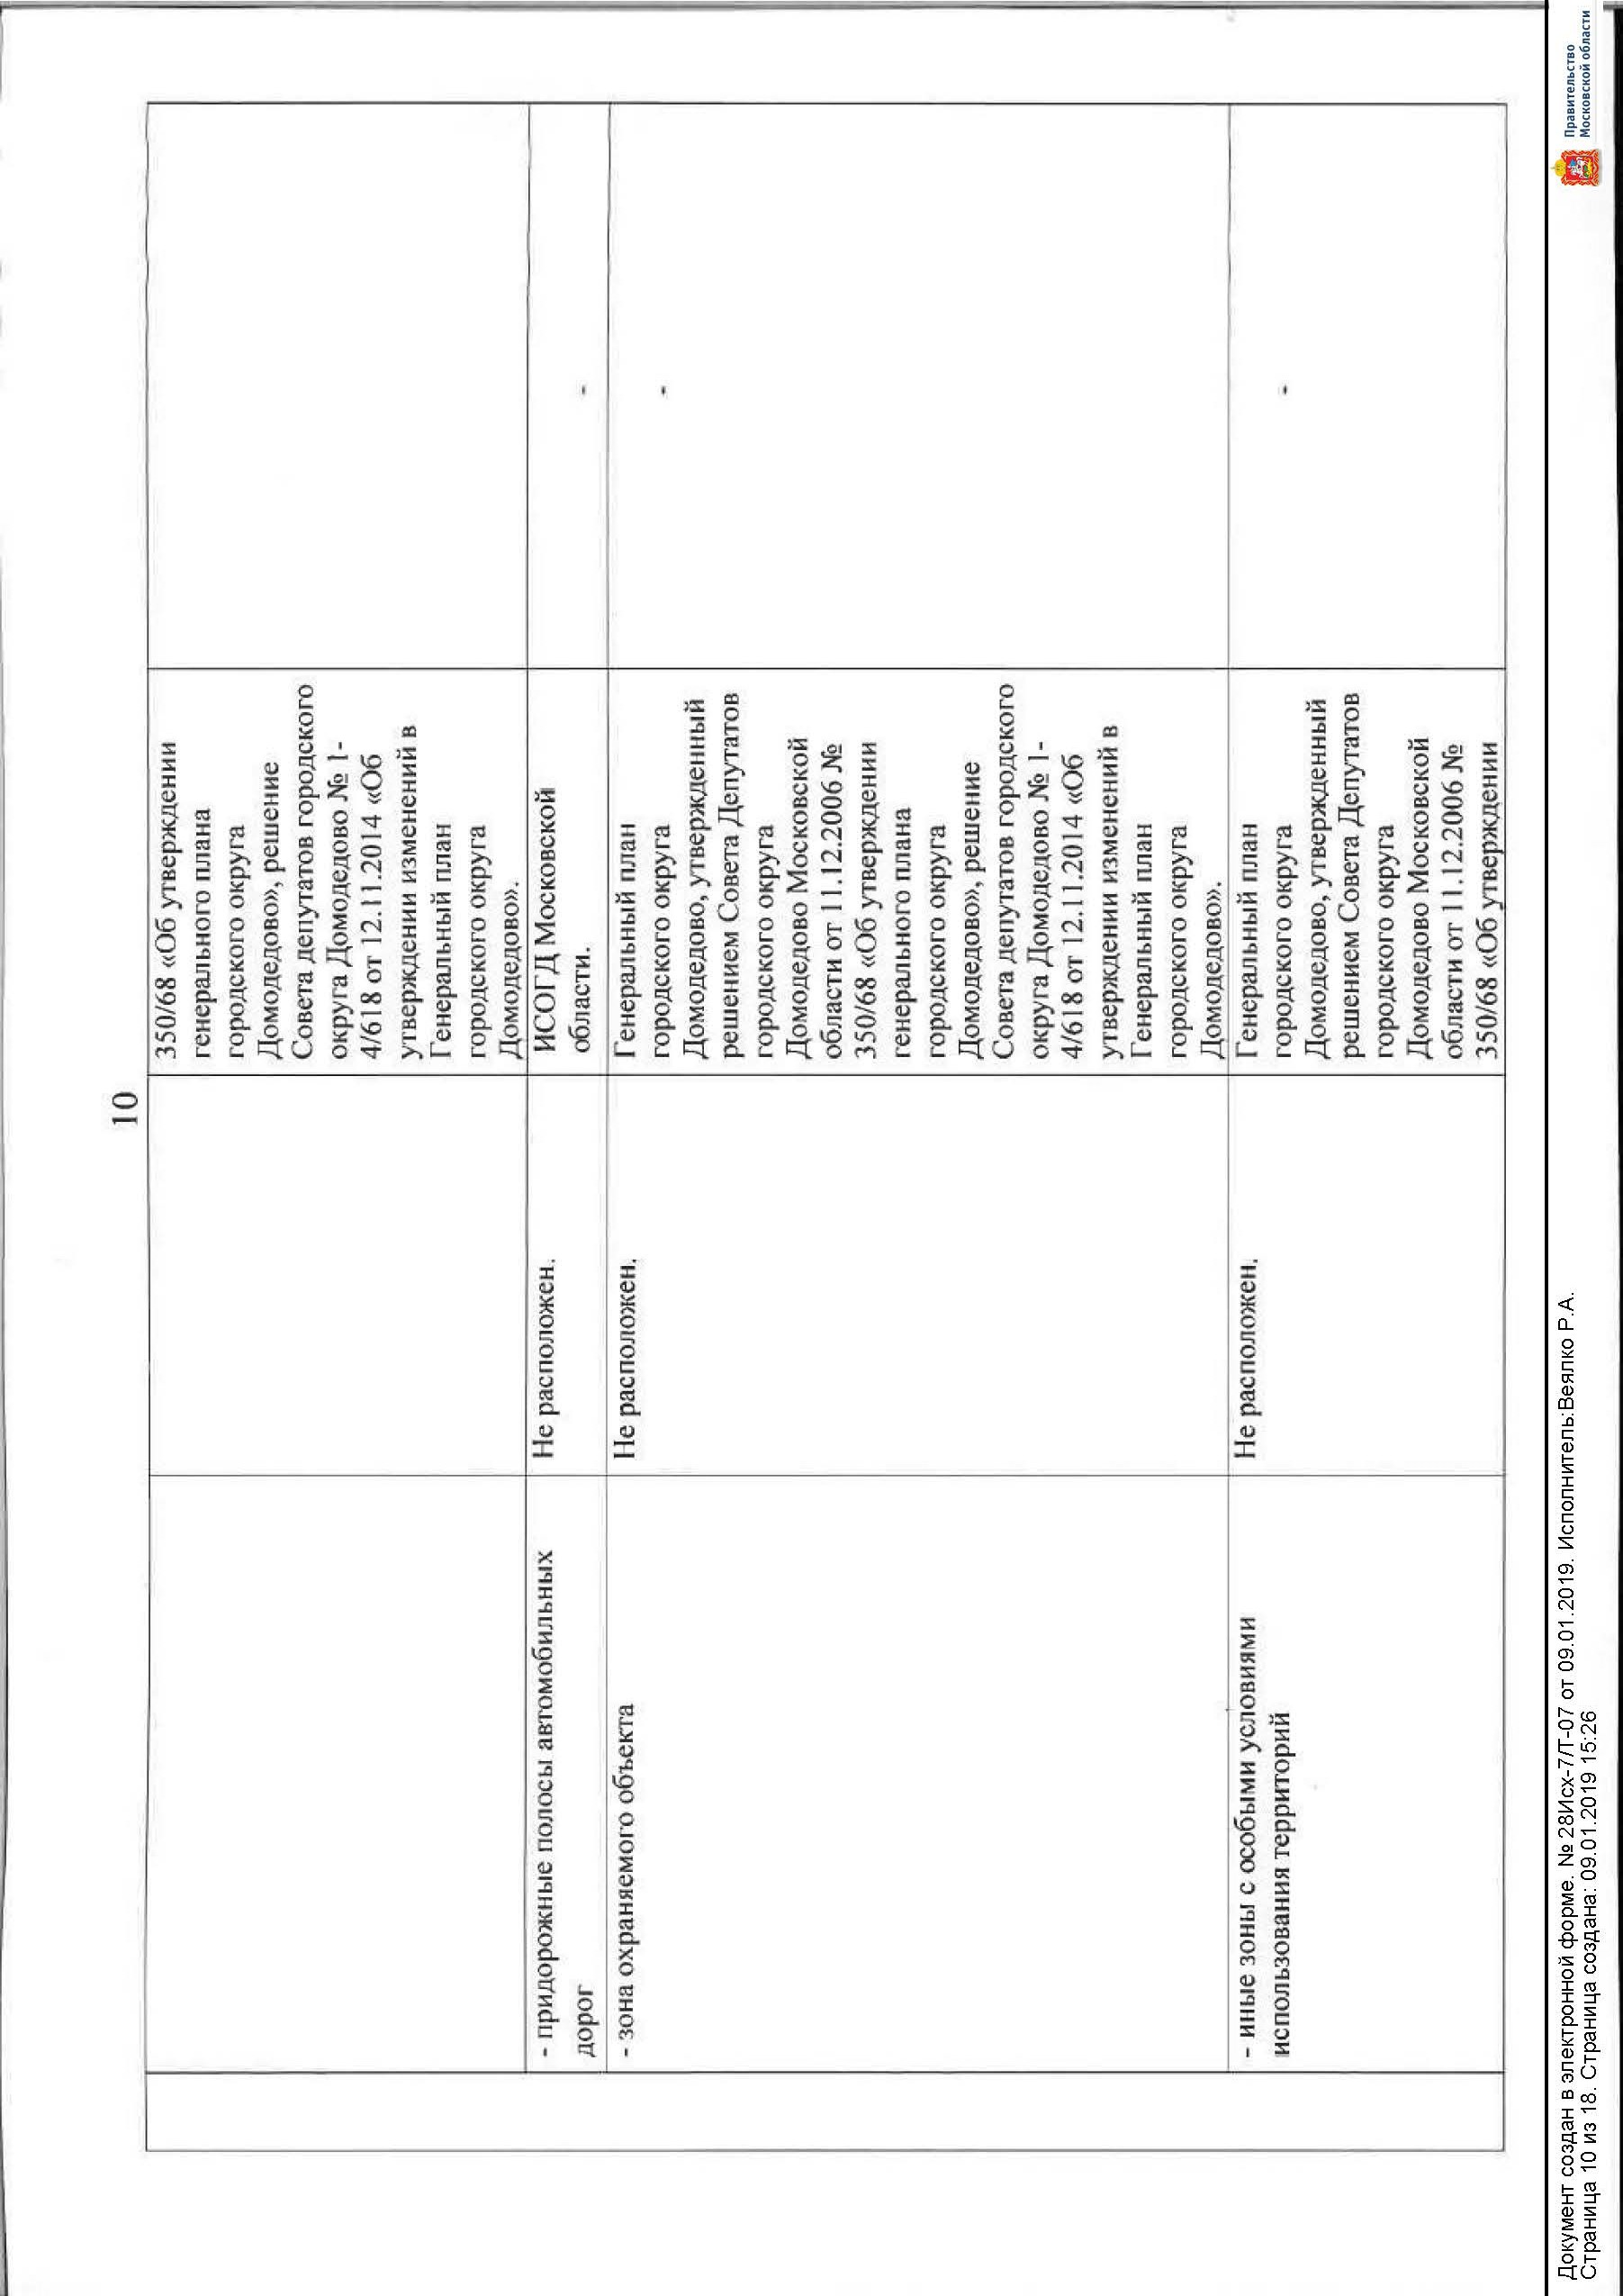 10
350/68 «Об утверждении
генерального плана
городского округа
Домодедово», решение
Совета депутатов городского
округа Домодедово № 1-
4/618 от 12.11.2014 «Об
утверждении изменений в
Генеральный план
городского округа
Домодедово».
- придорожные полосы автомобильных
дорог
Не расположен.
ИСОГД Московской
области.
-
- зона охраняемого объекта
Не расположен.
Генеральный план
городского округа
Домодедово, утвержденный
решением Совета Депутатов
городского округа
Домодедово Московской
области от 11.12.2006 №
350/68 «Об утверждении
генерального плана
городского округа
Домодедово», решение
Совета депутатов городского
округа Домодедово № 1-
4/618 от 12.11.2014 «Об
утверждении изменений в
Генеральный план
городского округа
Домодедово».
-
- иные зоны с особыми условиями
использования территорий
Не расположен.
Генеральный план
городского округа
Домодедово, утвержденный
решением Совета Депутатов
городского округа
Домодедово Московской
области от 11.12.2006 №
350/68 «Об утверждении
-
Документ создан в электронной форме. № 28Исх-7/Т-07 от 09.01.2019. Исполнитель:Веялко Р.А.
Страница 10 из 18. Страница создана: 09.01.2019 15:26
Правительство
Московской области